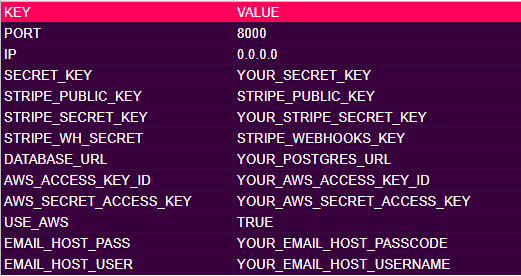 KEY VALUE
PORT 8000
IP 0.0.0.0
SECRET_KEY YOUR_SECRET_KEY
STRIPE_PUBLIC_KEY STRIPE_PUBLIC_KEY
STRIPE_SECRET_KEY YOUR_STRIPE_SECRET_KEY
STRIPE_WH_SECRET STRIPE_WEBHOOKS_KEY
DATABASE_URL YOUR_POSTGRES_URL
AWS_ACCESS_KEY_ID YOUR_AWS_ACCESS_KEY_ID
AWS_SECRET_ACCESS_KEY YOUR_AWS_SECRET_ACCESS_KEY
USE_AWS TRUE
EMAIL_HOST_PASS YOUR_EMAIL_HOST_PASSCODE
EMAIL_HOST_USER YOUR_EMAIL_HOST_USERNAME